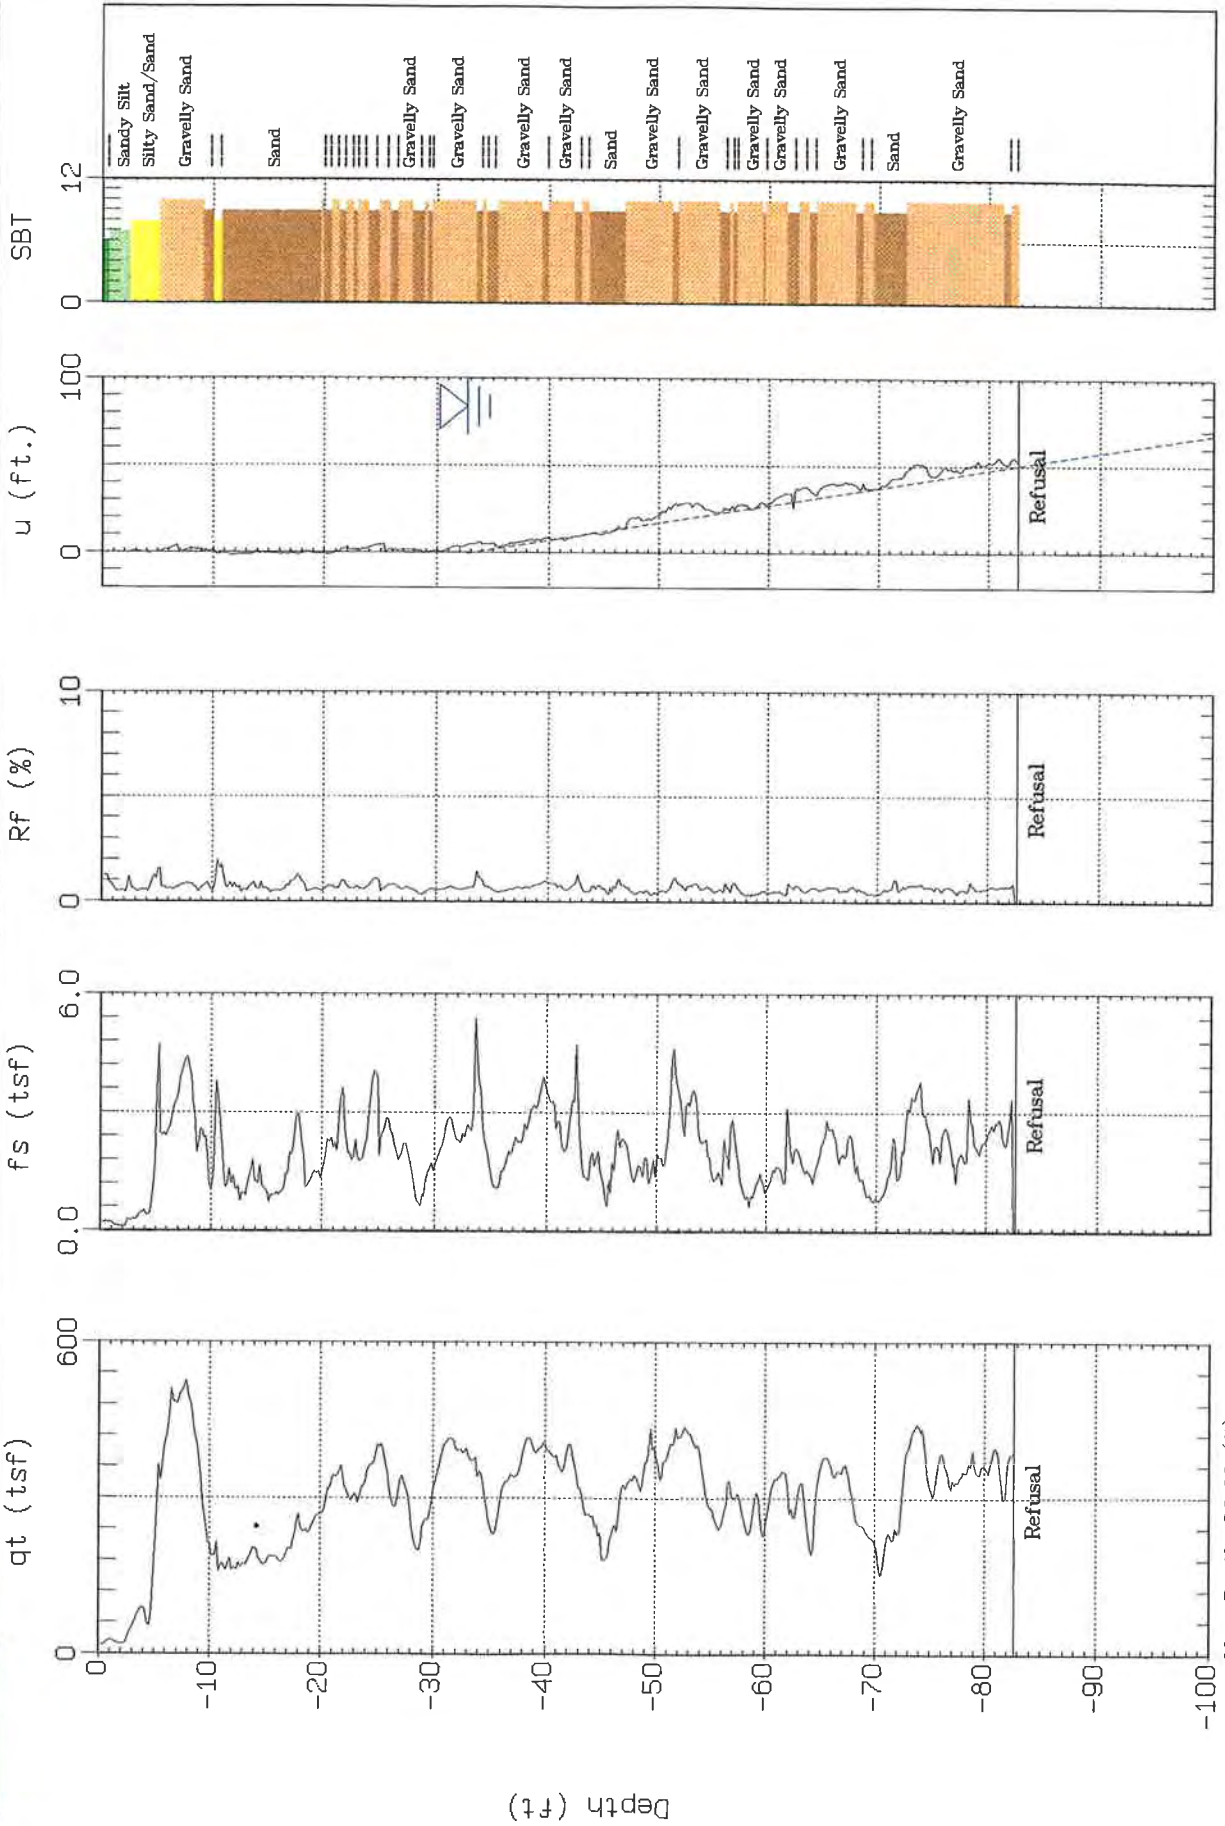 qt (tsf)
fs (tsf)
Rf (%)
u (ft.)
SBT
0
600
0.0
6.0
0
10
0
100
0
12
Depth (ft)
0
-10
-20
-30
-40
-50
-60
-70
-80
-90
-100
Refusal
Refusal
Refusal
Refusal
Sandy Silt
Silty Sand/Sand
Gravelly Sand
Sand
Gravelly Sand
Gravelly Sand
Gravelly Sand
Gravelly Sand
Sand
Gravelly Sand
Gravelly Sand
Gravelly Sand
Gravelly Sand
Gravelly Sand
Sand
Gravelly Sand